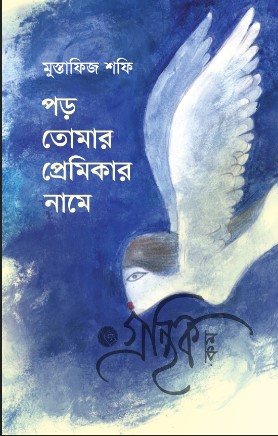 মুস্তাফিজ শফি
পড়
তোমার
প্রেমিকার
নামে
গ্রন্থিক